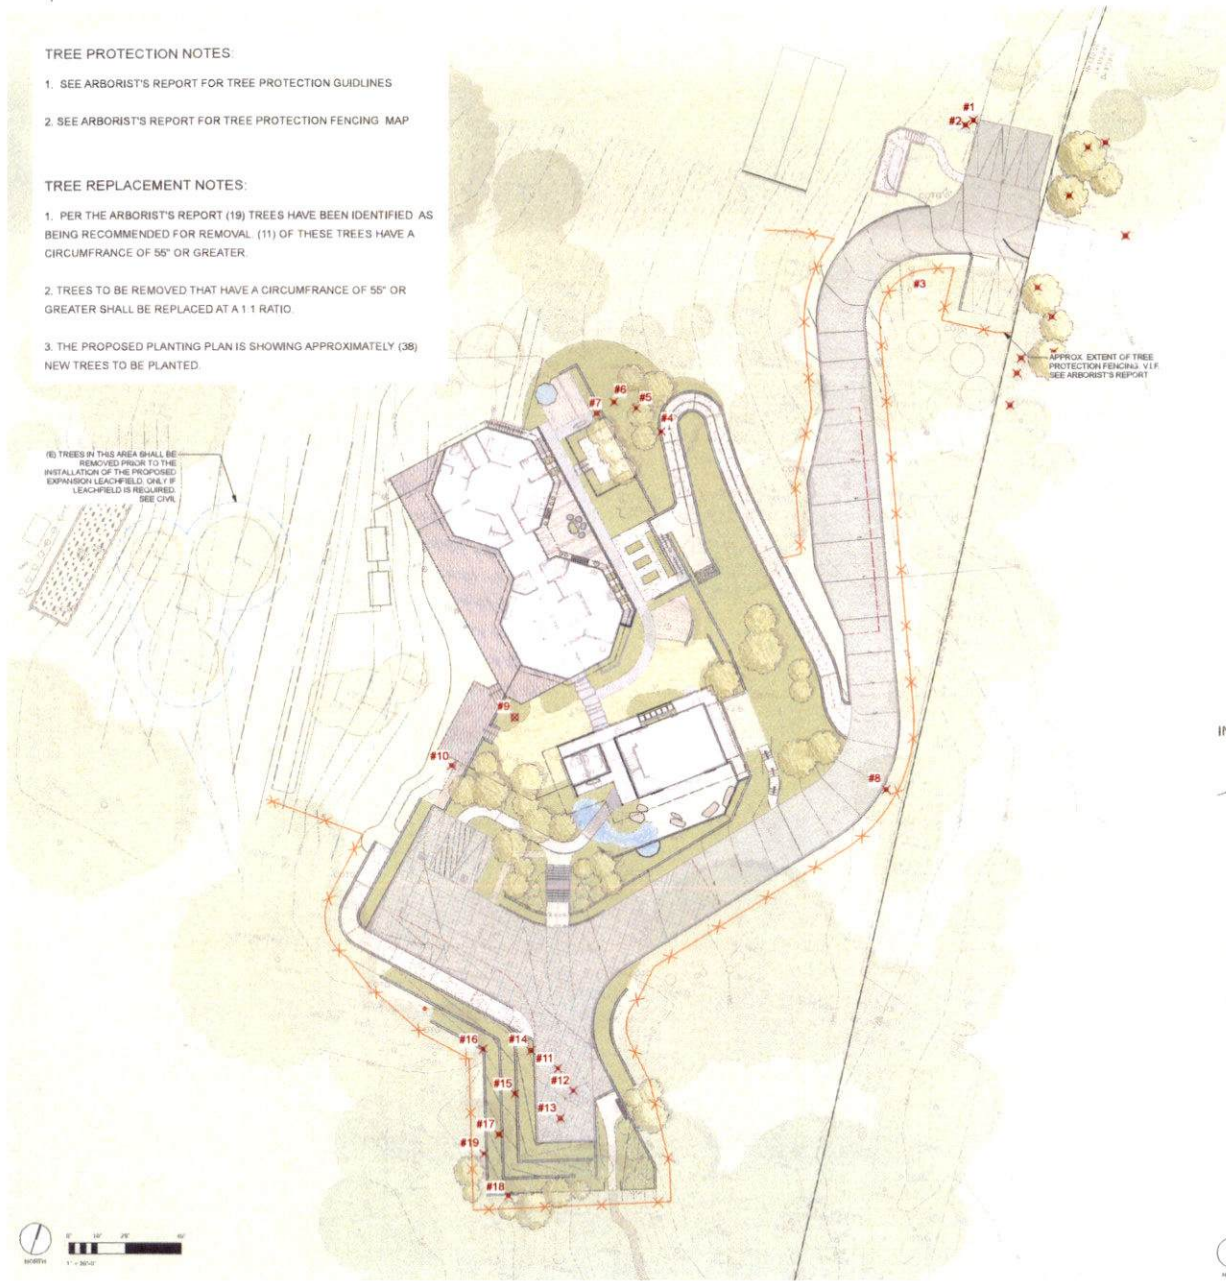 TREE PROTECTION NOTES:
1. SEE ARBORIST'S REPORT FOR TREE PROTECTION GUIDLINES
2. SEE ARBORIST'S REPORT FOR TREE PROTECTION FENCING MAP
TREE REPLACEMENT NOTES:
1. PER THE ARBORIST'S REPORT (19) TREES HAVE BEEN IDENTIFIED AS
BEING RECOMMENDED FOR REMOVAL. (11) OF THESE TREES HAVE A
CIRCUMFRANCE OF 55" OR GREATER.
2. TREES TO BE REMOVED THAT HAVE A CIRCUMFRANCE OF 55" OR
GREATER SHALL BE REPLACED AT A 1:1 RATIO.
3. THE PROPOSED PLANTING PLAN IS SHOWING APPROXIMATELY (38)
NEW TREES TO BE PLANTED.
#1
#2
#3
APPROX. EXTENT OF TREE
PROTECTION FENCING. V.I.F.
SEE ARBORIST'S REPORT
#6
#7
#5
#4
(E) TREES IN THIS AREA SHALL BE
REMOVED PRIOR TO THE
INSTALLATION OF THE PROPOSED
EXPANSION LEACHFIELD, ONLY IF
LEACHFIELD IS REQUIRED.
SEE CIVIL
#9
#10
#8
#16
#14
#11
#15
#12
#13
#17
#19
#18
NORTH